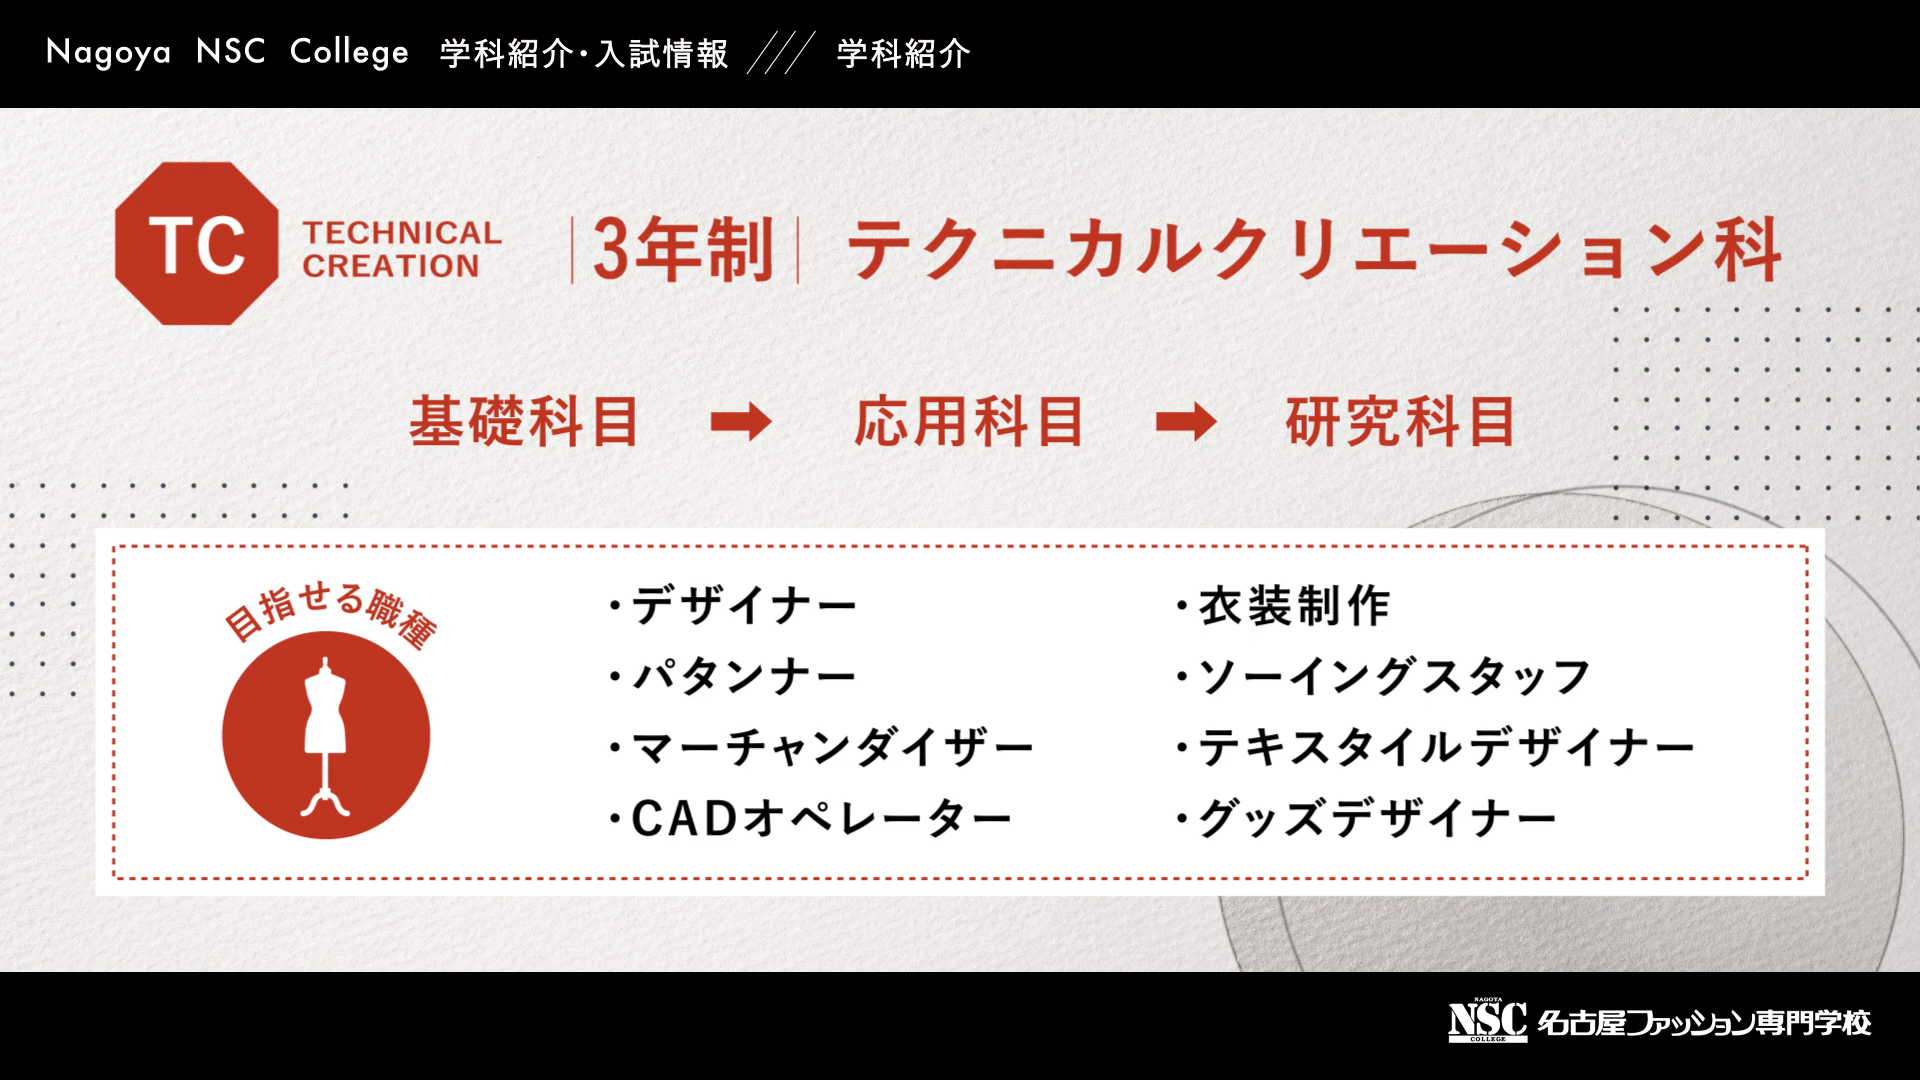 Nagoya NSC College 学科紹介・入試情報 /// 学科紹介
TC
TECHNICAL
CREATION
3年制
テクニカルクリエーション科
基礎科目 ➡ 応用科目 ➡ 研究科目
目指せる職種
・デザイナー
・パタンナー
・マーチャンダイザー
・CADオペレーター
・衣装制作
・ソーイングスタッフ
・テキスタイルデザイナー
・グッズデザイナー
NAGOYA
NSC
COLLEGE
名古屋ファッション専門学校